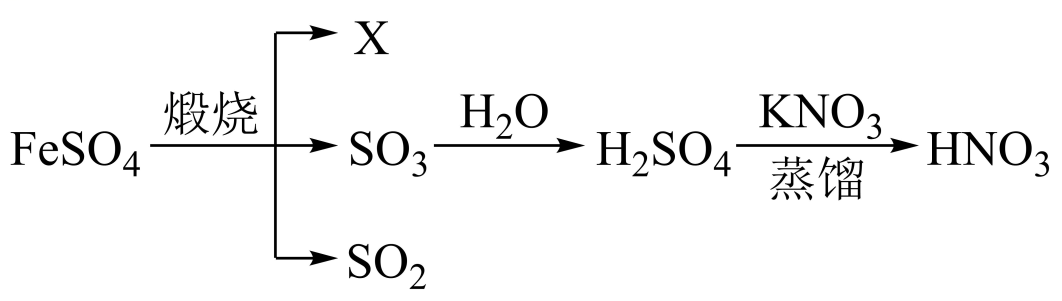 X
FeSO₄ 煅烧 SO₃ H₂O H₂SO₄ KNO₃ 蒸馏 HNO₃
SO₂